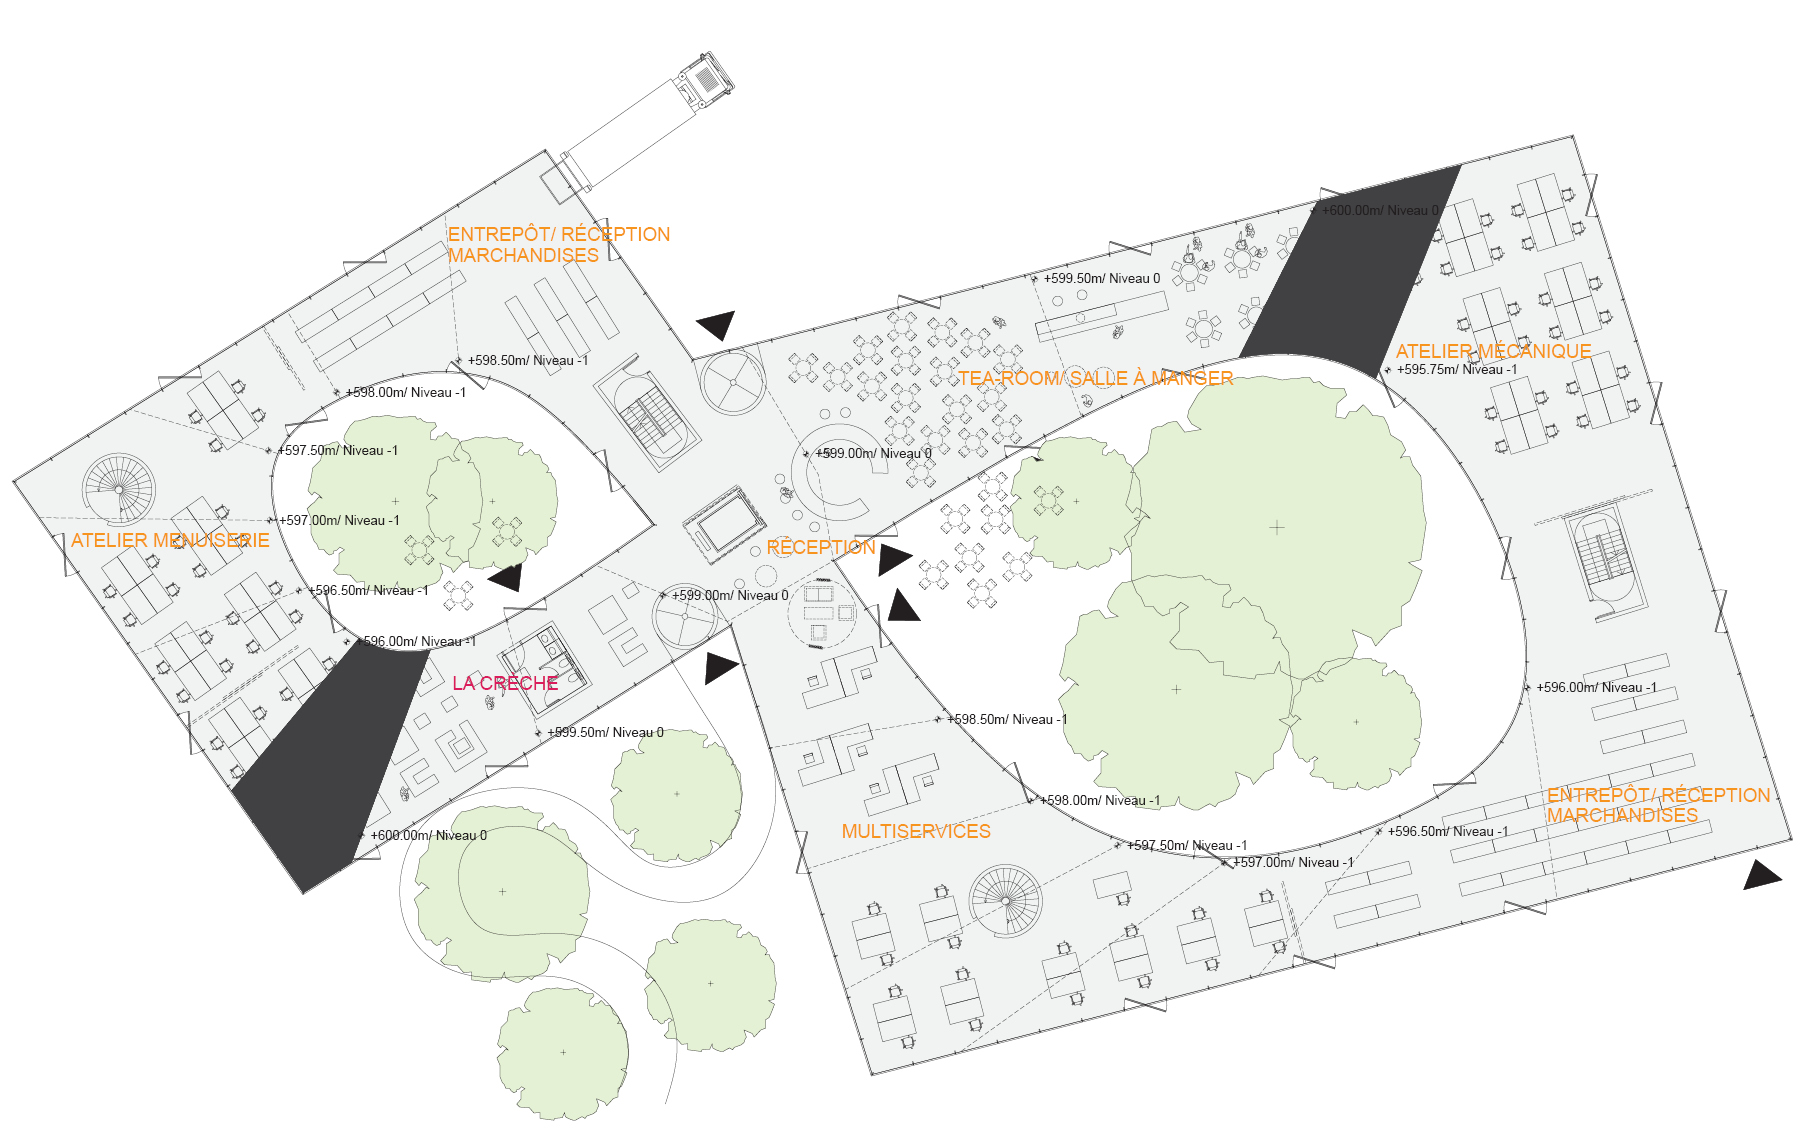 +600.00m/ Niveau 0
ENTREPÔT/ RÉCEPTION
MARCHANDISES
+599.50m/ Niveau 0
ATELIER MÉCANIQUE
+598.50m/ Niveau -1
+595.75m/ Niveau -1
TEA-ROOM/ SALLE À MANGER
+598.00m/ Niveau -1
+597.50m/ Niveau -1
+599.00m/ Niveau 0
+597.00m/ Niveau -1
ATELIER MENUISERIE
RÉCEPTION
+596.50m/ Niveau -1
+599.00m/ Niveau 0
+596.00m/ Niveau -1
LA CRÈCHE
+596.00m/ Niveau -1
+598.50m/ Niveau -1
+599.50m/ Niveau 0
ENTREPÔT/ RÉCEPTION
MARCHANDISES
+598.00m/ Niveau -1
MULTISERVICES
+596.50m/ Niveau -1
+600.00m/ Niveau 0
+597.50m/ Niveau -1
+597.00m/ Niveau -1